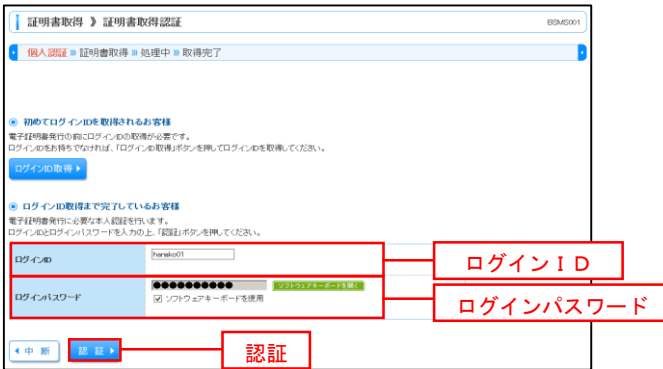 証明書取得 》 証明書取得認証
BSMS001
個人認証 » 証明書取得 » 処理中 » 取得完了
初めてログインIDを取得されるお客様
電子証明書発行の前にログインIDの取得が必要です。
ログインIDをお持ちでなければ、「ログインID取得」ボタンを押してログインIDを取得してください。
ログインID取得
ログインID取得まで完了しているお客様
電子証明書発行に必要な本人認証を行います。
ログインIDとログインパスワードを入力の上、「認証」ボタンを押してください。
ログインID
hanako01
ログインID
ログインパスワード
●●●●●●●●●●
ソフトウェアキーボードを開く
ソフトウェアキーボードを使用
ログインパスワード
中 断
認 証
認証